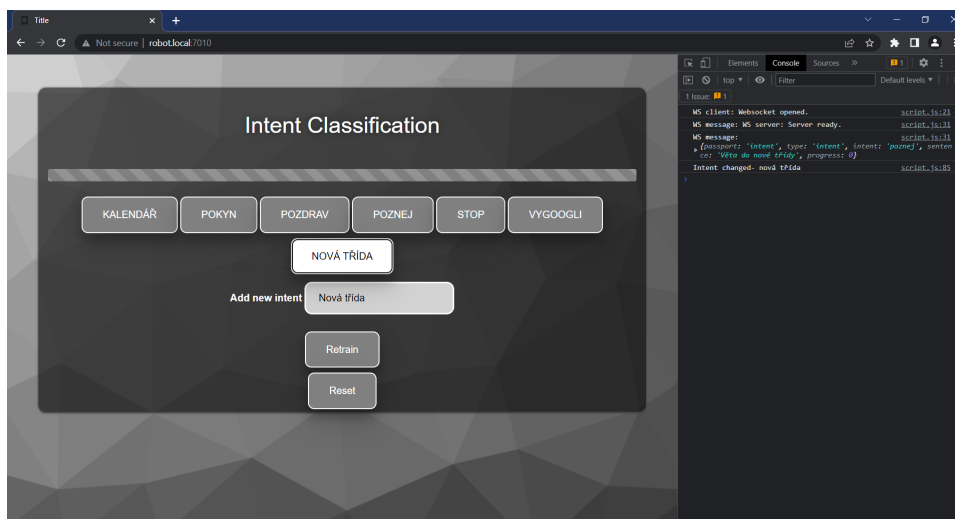 Title
Not secure | robot.local:7010
Intent Classification
KALENDÁŘ POKYN POZDRAV POZNEJ STOP VYGOOGLI
NOVÁ TŘÍDA
Add new intent Nová třída
Retrain
Reset
Elements Console Sources »
1
top Filter Default levels
1 Issue: 1
WS client: Websocket opened. script.js:21
WS message: WS server: Server ready. script.js:31
WS message: script.js:31
{passport: 'intent', type: 'intent', intent: 'poznej', senten
ce: 'Věta do nové třídy', progress: 0}
Intent changed- nová třída script.js:85